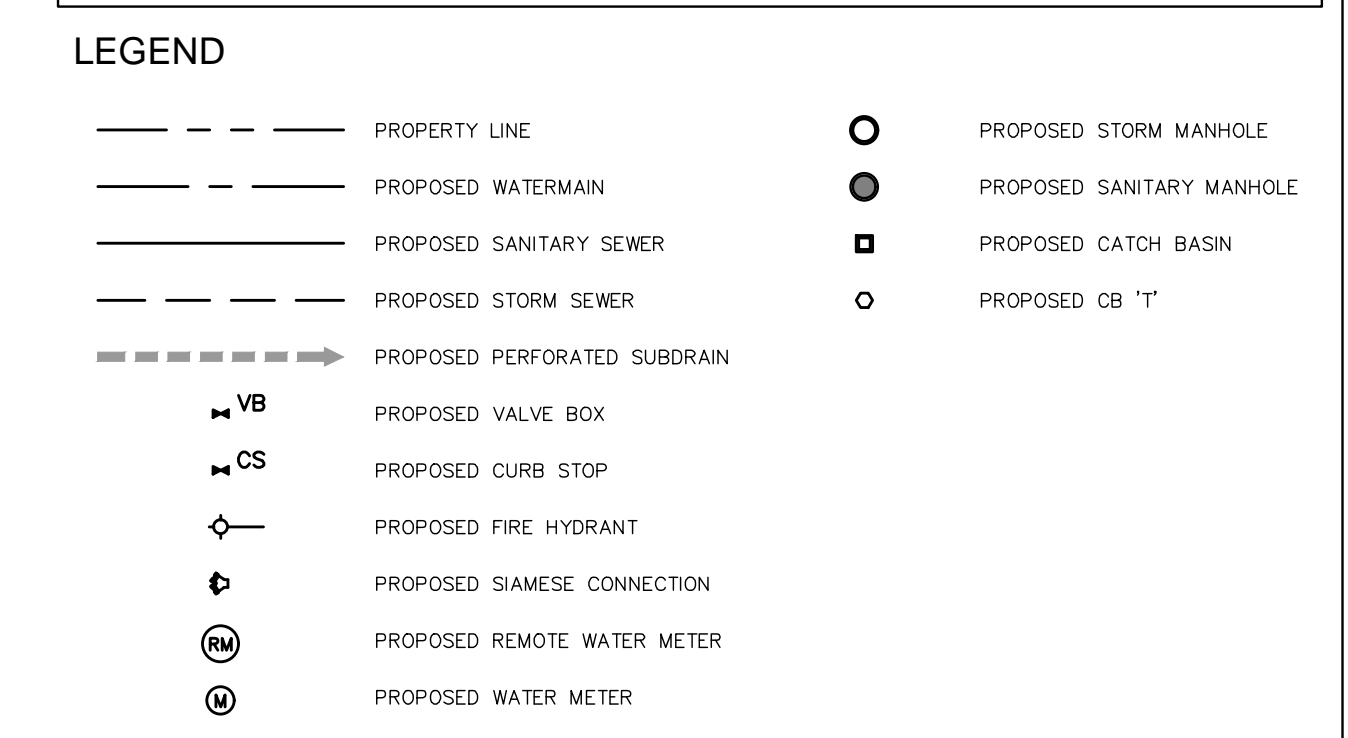 LEGEND
PROPERTY LINE
PROPOSED WATERMAIN
PROPOSED SANITARY SEWER
PROPOSED STORM SEWER
PROPOSED PERFORATED SUBDRAIN
VB PROPOSED VALVE BOX
CS PROPOSED CURB STOP
PROPOSED FIRE HYDRANT
PROPOSED SIAMESE CONNECTION
RM PROPOSED REMOTE WATER METER
M PROPOSED WATER METER
PROPOSED STORM MANHOLE
PROPOSED SANITARY MANHOLE
PROPOSED CATCH BASIN
PROPOSED CB 'T'